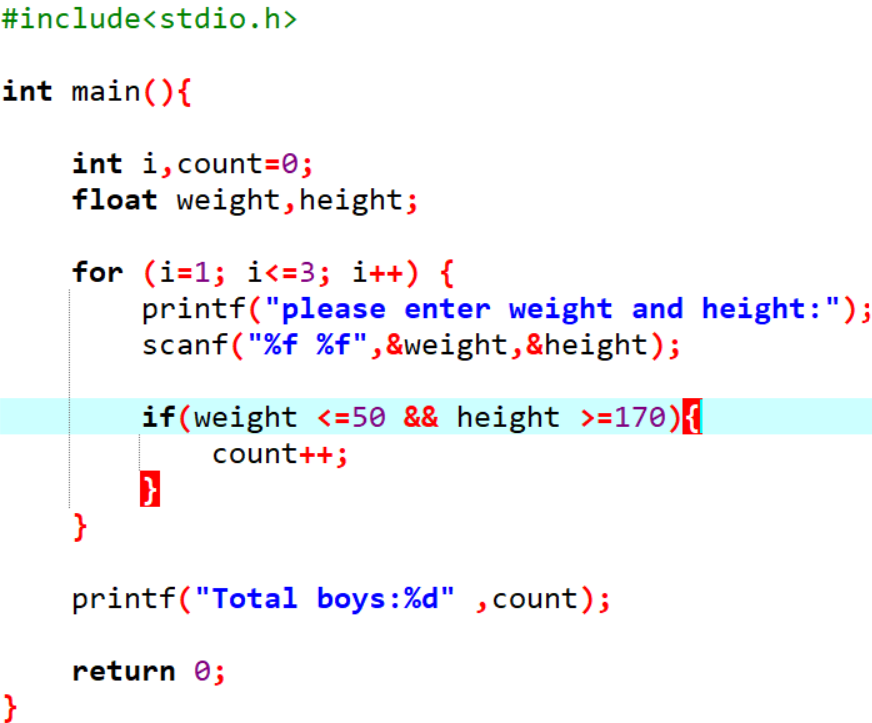 #include<stdio.h>
int main(){
int i,count=0;
float weight,height;
for (i=1; i<=3; i++) {
printf("please enter weight and height:");
scanf("%f %f",&weight,&height);
if(weight <=50 && height >=170){
count++;
}
}
printf("Total boys:%d" ,count);
return 0;
}